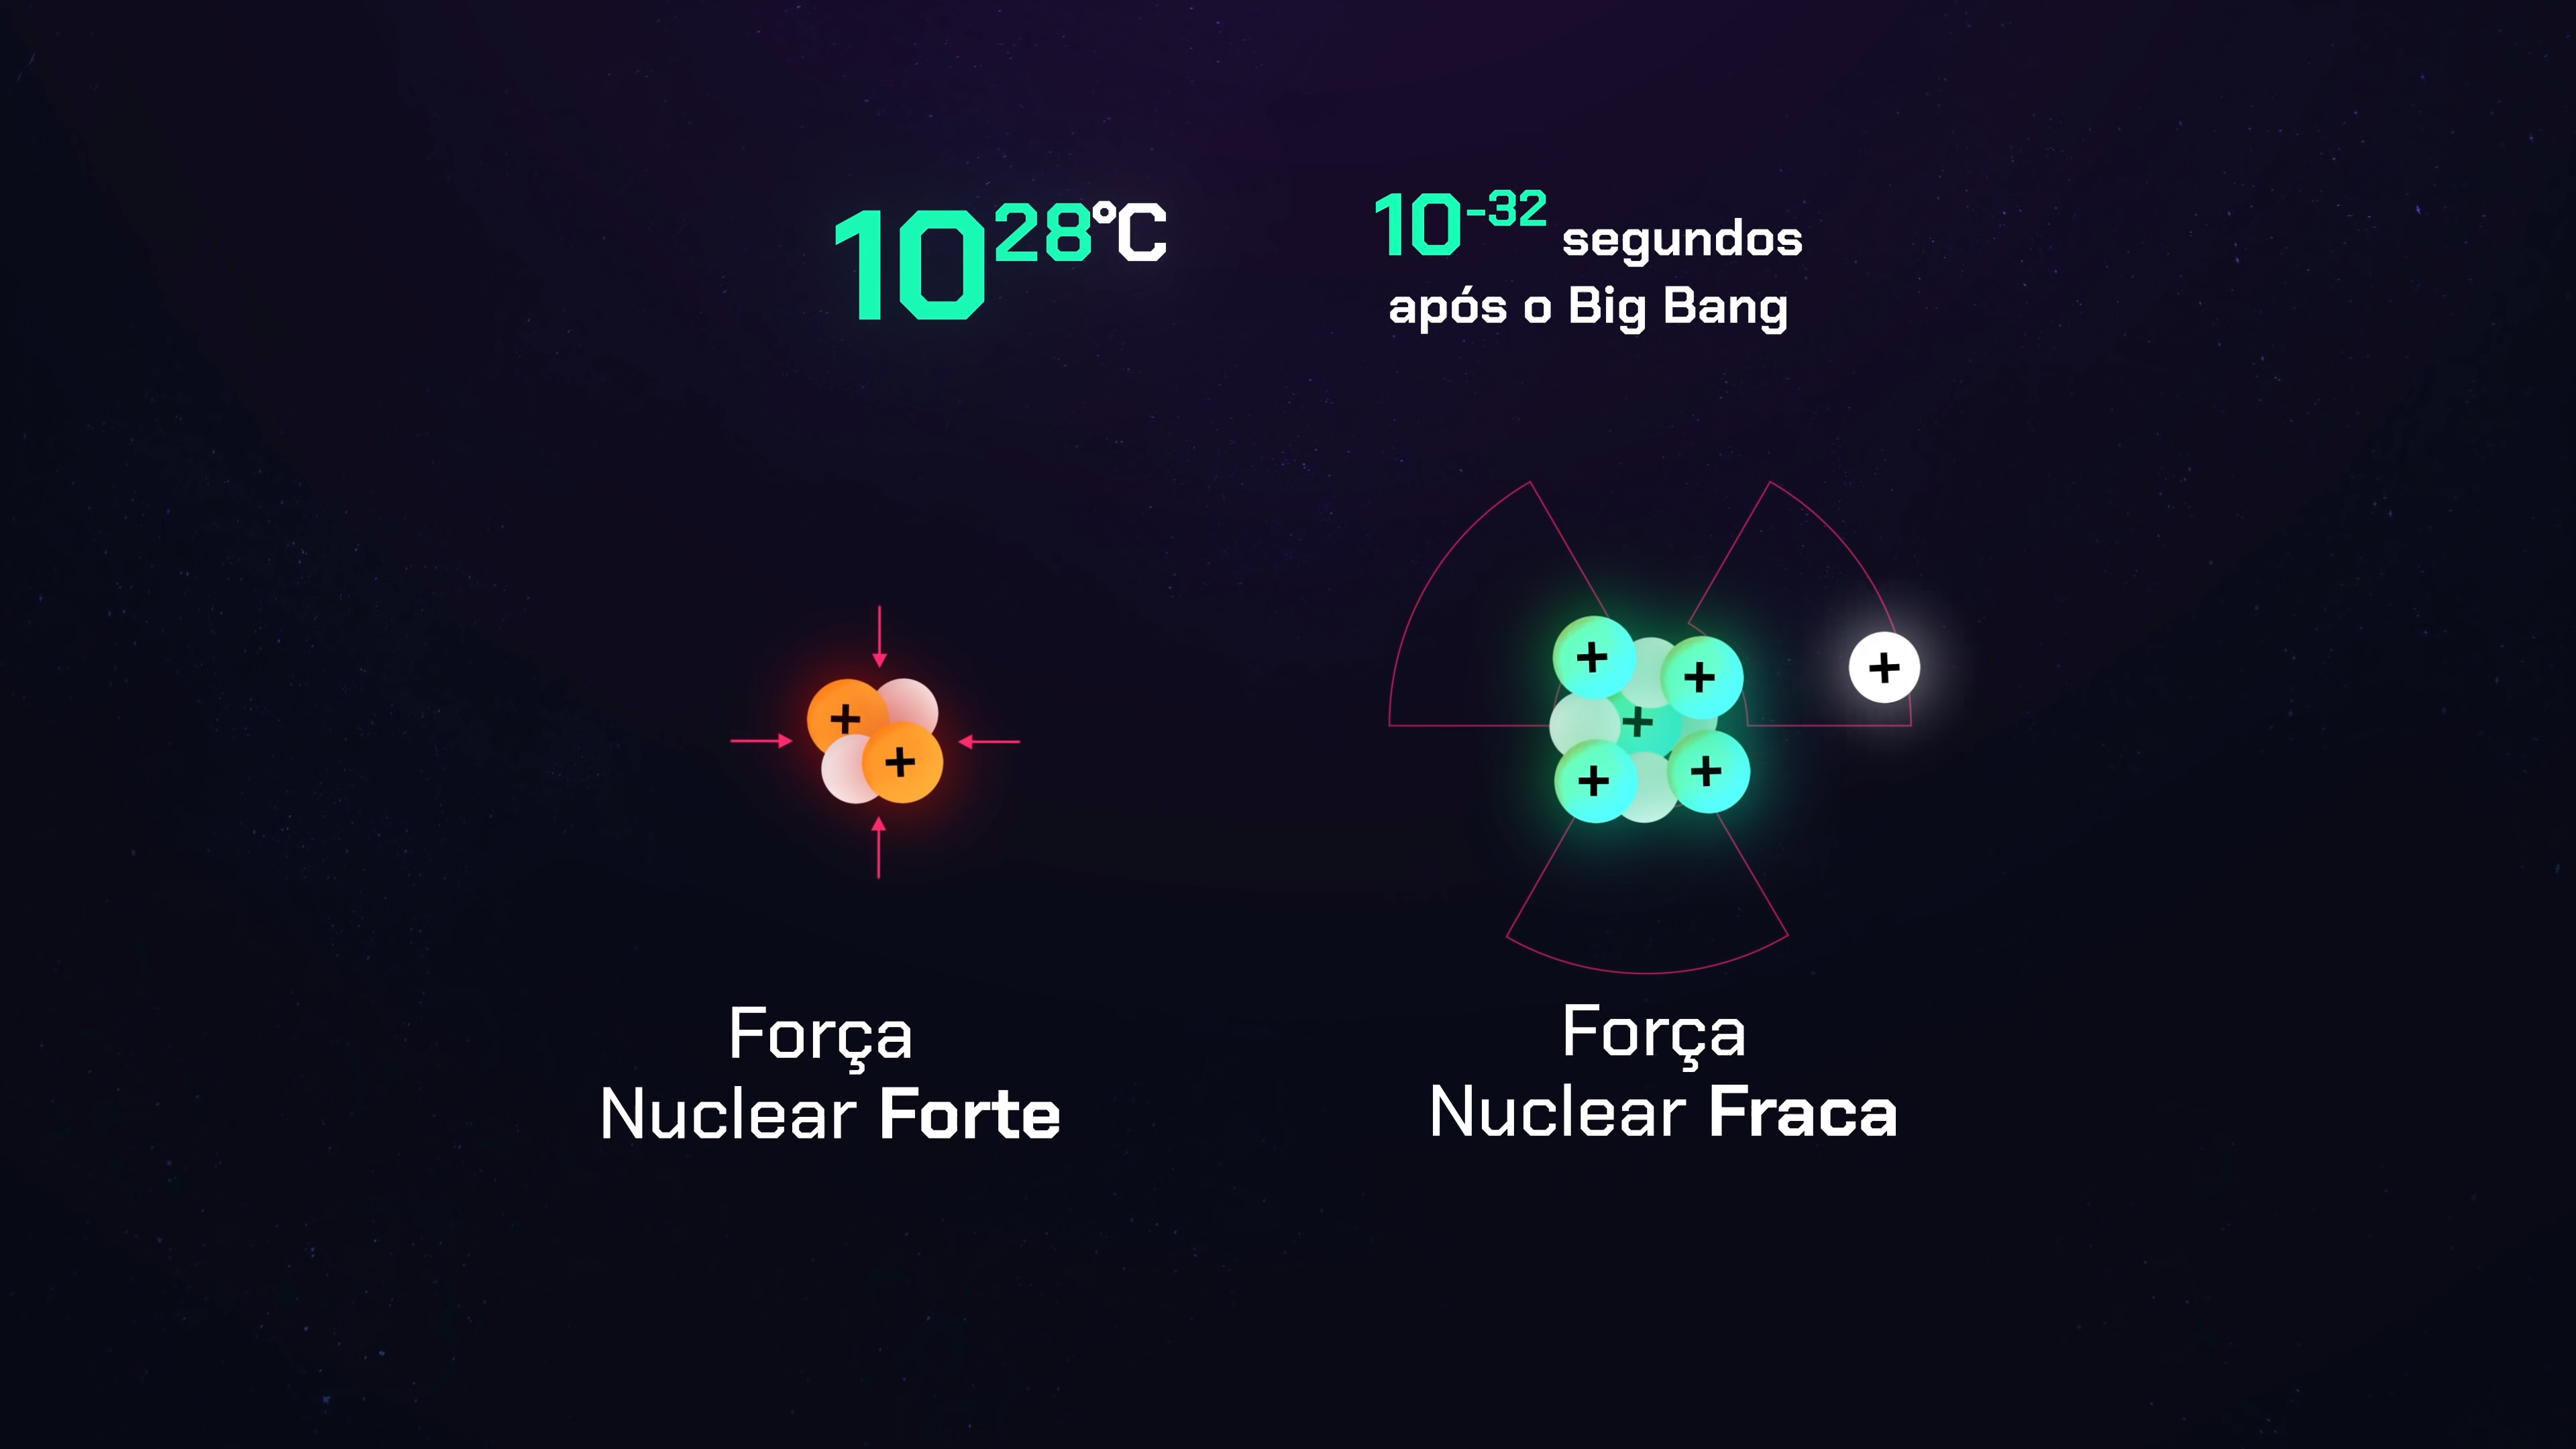 10²⁸°C
10⁻³² segundos
após o Big Bang
+
+
+
+
+
+
+
+
Força
Nuclear Forte
Força
Nuclear Fraca